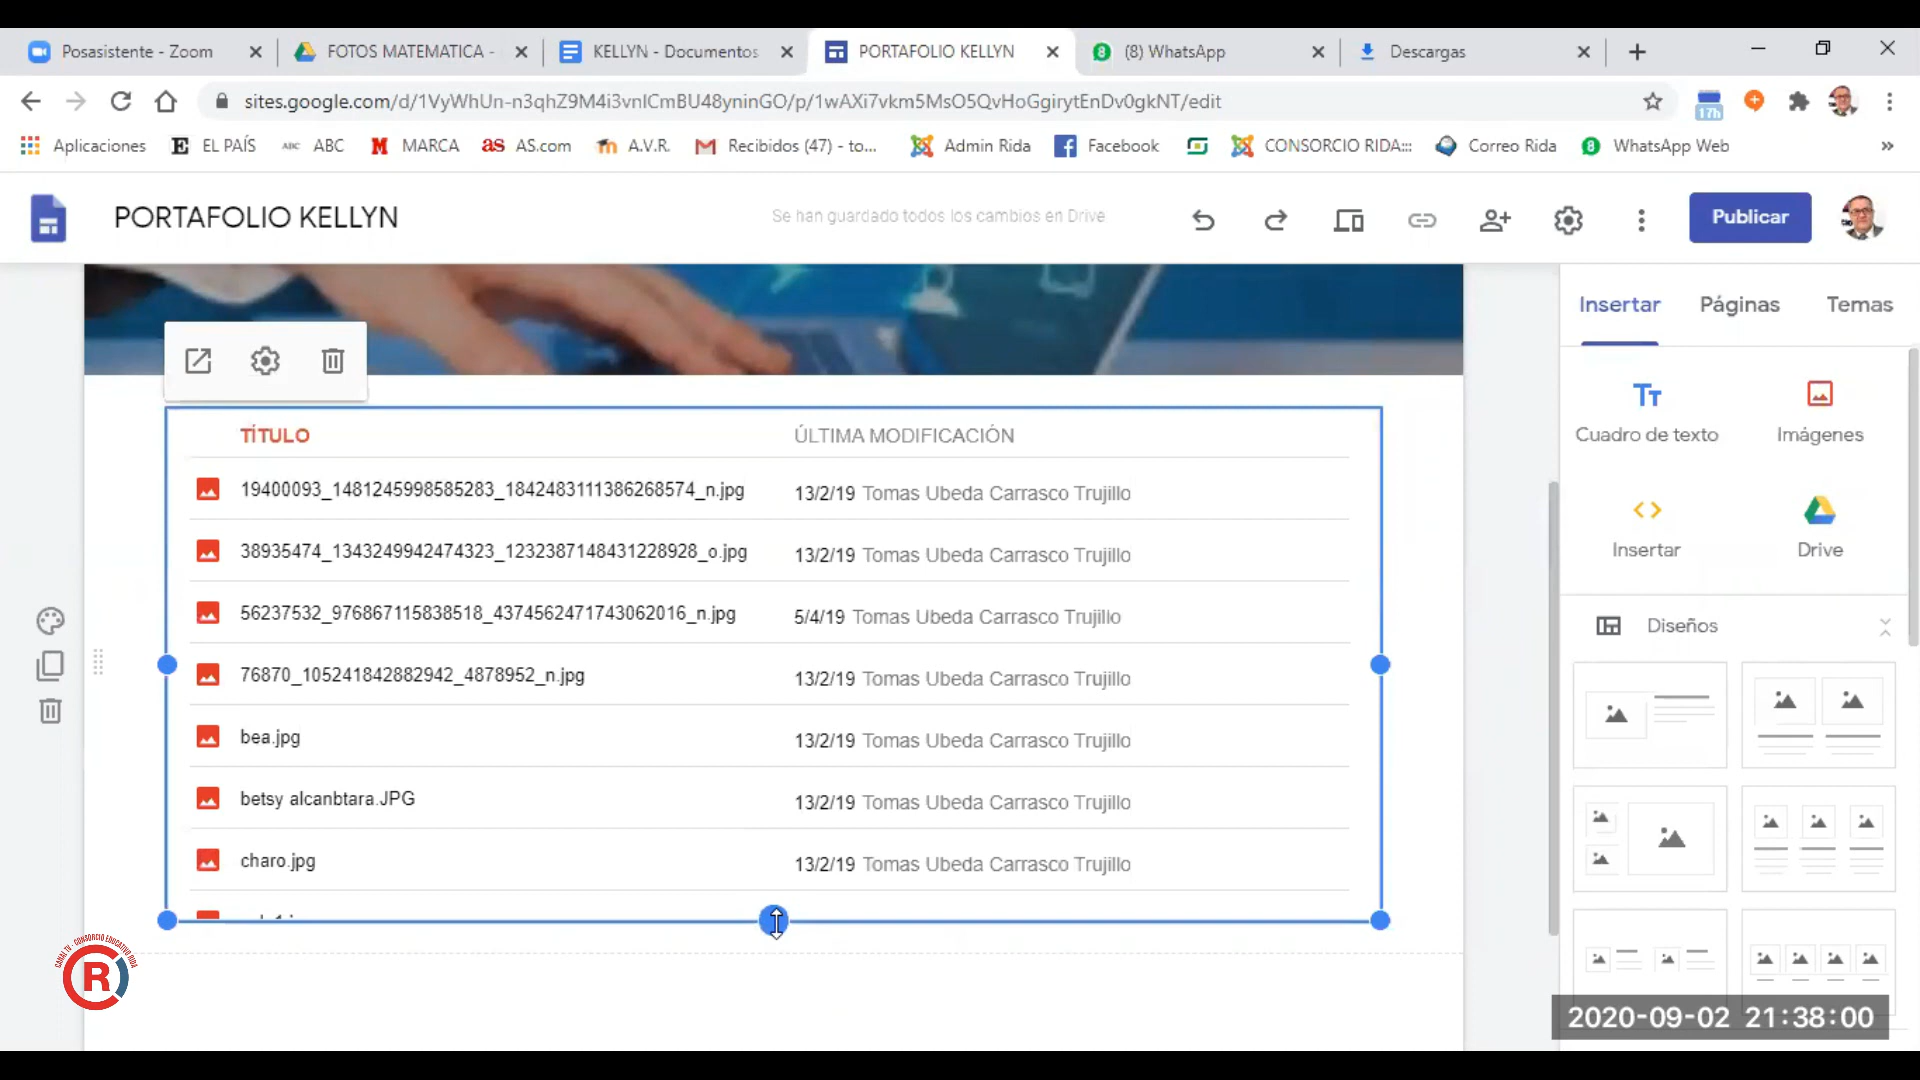 Posasistente - Zoom
FOTOS MATEMATICA -
KELLYN - Documentos
PORTAFOLIO KELLYN
(8) WhatsApp
Descargas
sites.google.com/d/1VyWhUn-n3qhZ9M4i3vnlCmBU48yninGO/p/1wAXi7vkm5MsO5QvHoGgirytEnDv0gkNT/edit
17h
Aplicaciones
EL PAÍS
ABC
MARCA
AS.com
A.V.R.
Recibidos (47) - to...
Admin Rida
Facebook
CONSORCIO RIDA:::
Correo Rida
WhatsApp Web
PORTAFOLIO KELLYN
Se han guardado todos los cambios en Drive
Publicar
Insertar
Páginas
Temas
TÍTULO
ÚLTIMA MODIFICACIÓN
19400093_1481245998585283_1842483111386268574_n.jpg
13/2/19 Tomas Ubeda Carrasco Trujillo
38935474_1343249942474323_1232387148431228928_o.jpg
13/2/19 Tomas Ubeda Carrasco Trujillo
56237532_976867115838518_4374562471743062016_n.jpg
5/4/19 Tomas Ubeda Carrasco Trujillo
76870_105241842882942_4878952_n.jpg
13/2/19 Tomas Ubeda Carrasco Trujillo
bea.jpg
13/2/19 Tomas Ubeda Carrasco Trujillo
betsy alcanbtara.JPG
13/2/19 Tomas Ubeda Carrasco Trujillo
charo.jpg
13/2/19 Tomas Ubeda Carrasco Trujillo
Cuadro de texto
Imágenes
Insertar
Drive
Diseños
CANAL TV - CONSORCIO EDUCATIVO RIDA
R
2020-09-02 21:38:00